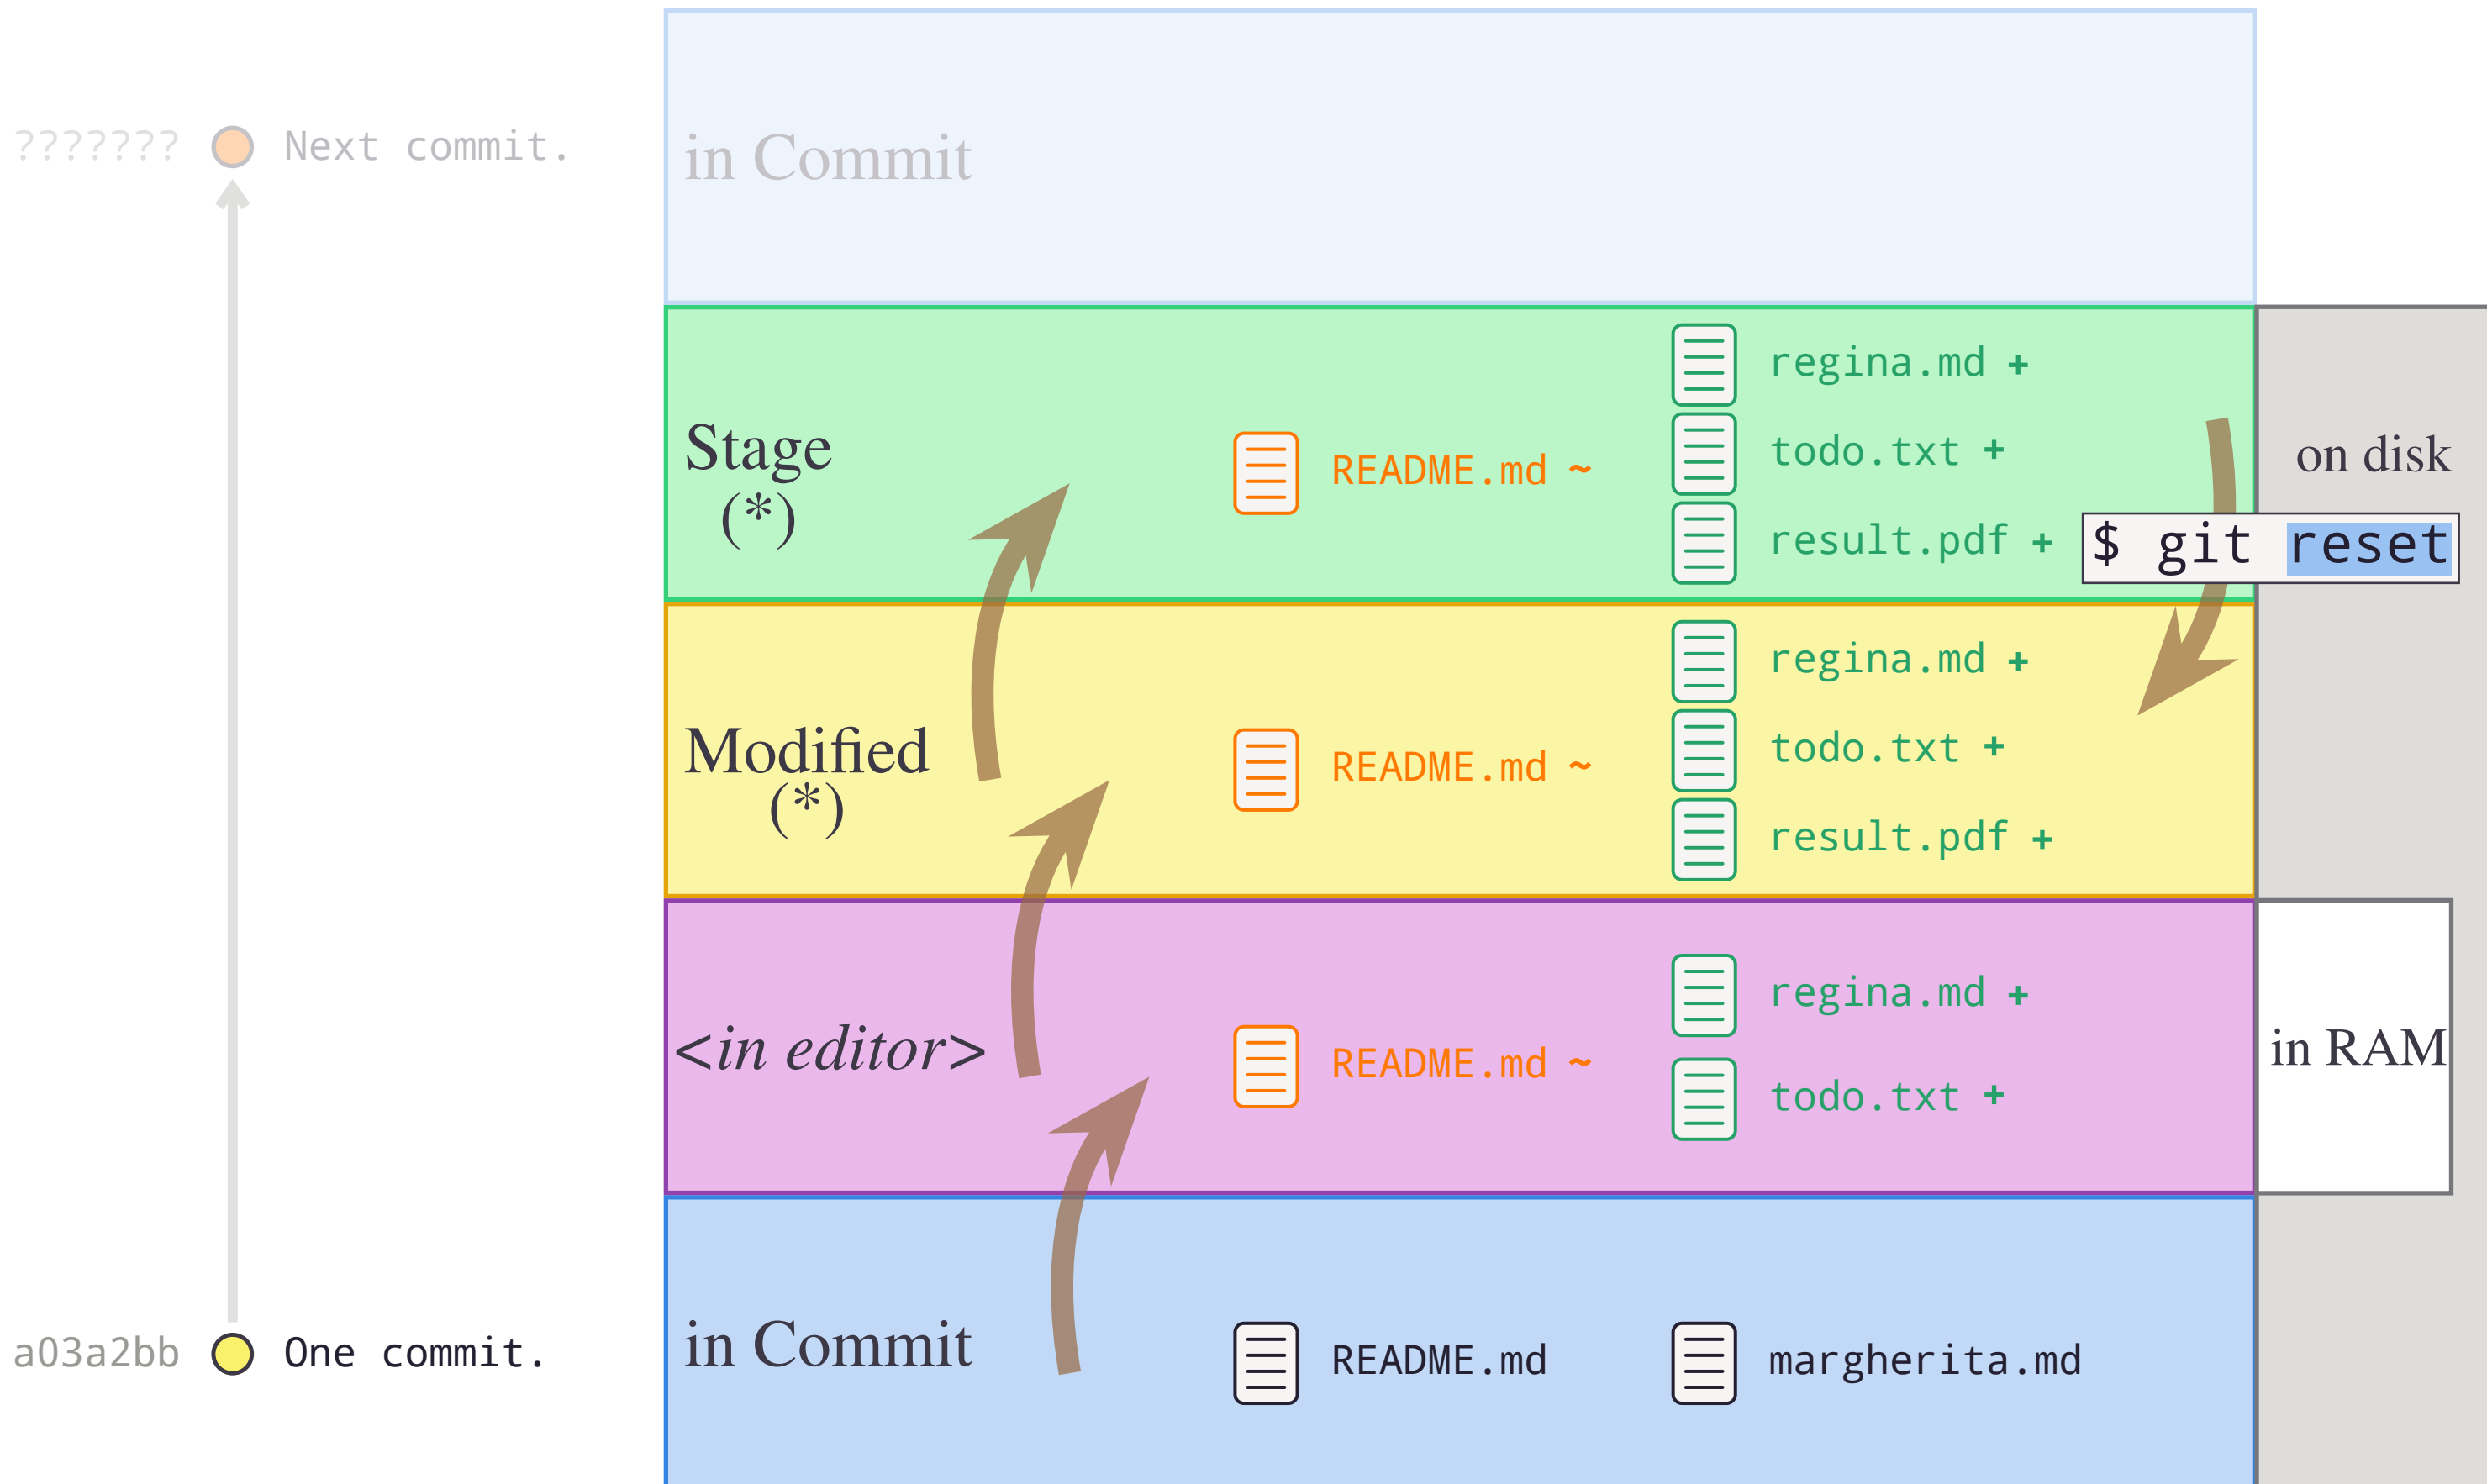 ??????? Next commit.
in Commit
Stage
(*)
README.md ~
regina.md +
todo.txt +
result.pdf +
on disk
$ git reset
Modified
(*)
README.md ~
regina.md +
todo.txt +
result.pdf +
<in editor>
README.md ~
regina.md +
todo.txt +
in RAM
a03a2bb One commit.
in Commit
README.md
margherita.md